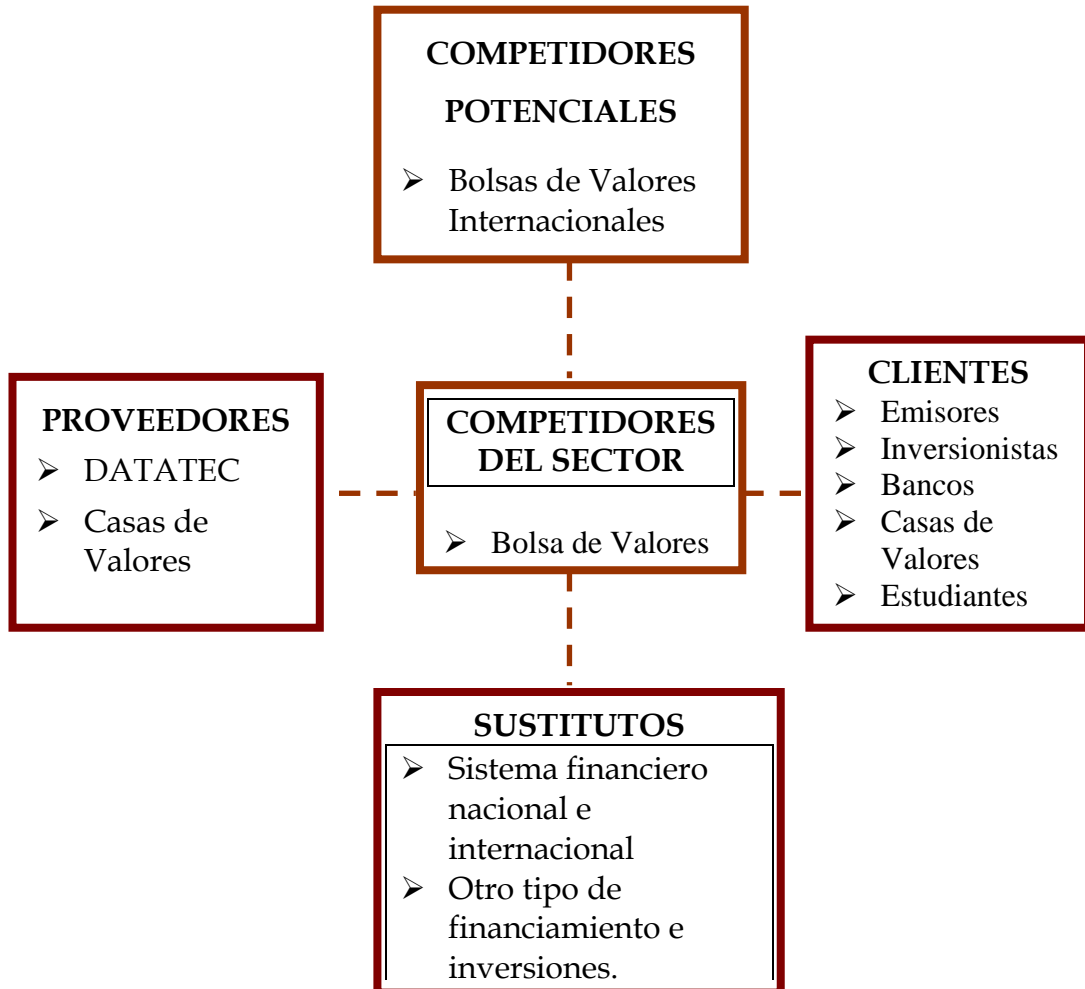 COMPETIDORES
POTENCIALES
➢ Bolsas de Valores
Internacionales
PROVEEDORES
➢ DATATEC
➢ Casas de
Valores
COMPETIDORES
DEL SECTOR
➢ Bolsa de Valores
CLIENTES
➢ Emisores
➢ Inversionistas
➢ Bancos
➢ Casas de
Valores
➢ Estudiantes
SUSTITUTOS
➢ Sistema financiero
nacional e
internacional
➢ Otro tipo de
financiamiento e
inversiones.